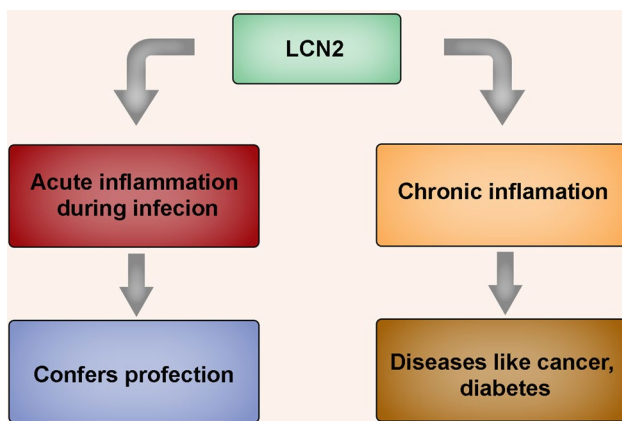 LCN2
Acute inflammation
during infecion
Chronic inflamation
Confers profection
Diseases like cancer,
diabetes